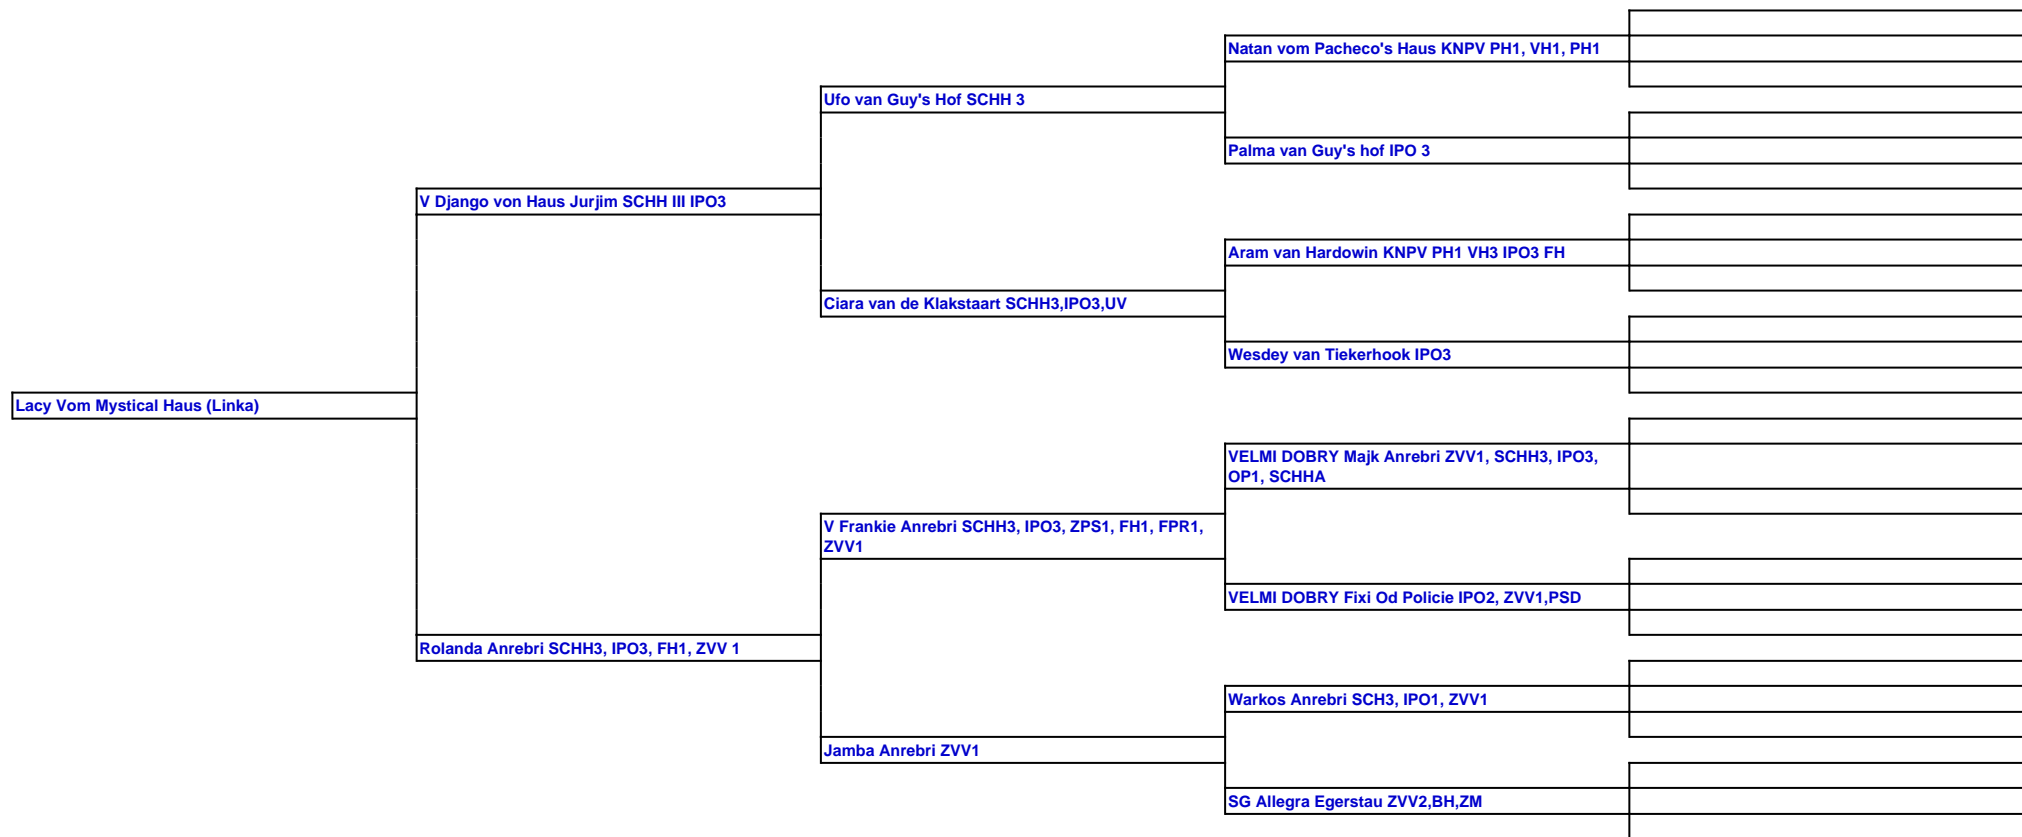 Natan vom Pacheco's Haus KNPV PH1, VH1, PH1
Ufo van Guy's Hof SCHH 3
Palma van Guy's hof IPO 3
V Django von Haus Jurjim SCHH III IPO3
Aram van Hardowin KNPV PH1 VH3 IPO3 FH
Ciara van de Klakstaart SCHH3,IPO3,UV
Wesdey van Tiekerhook IPO3
Lacy Vom Mystical Haus (Linka)
VELMI DOBRY Majk Anrebri ZVV1, SCHH3, IPO3,
OP1, SCHHA
V Frankie Anrebri SCHH3, IPO3, ZPS1, FH1, FPR1,
ZVV1
VELMI DOBRY Fixi Od Policie IPO2, ZVV1,PSD
Rolanda Anrebri SCHH3, IPO3, FH1, ZVV 1
Warkos Anrebri SCH3, IPO1, ZVV1
Jamba Anrebri ZVV1
SG Allegra Egerstau ZVV2,BH,ZM